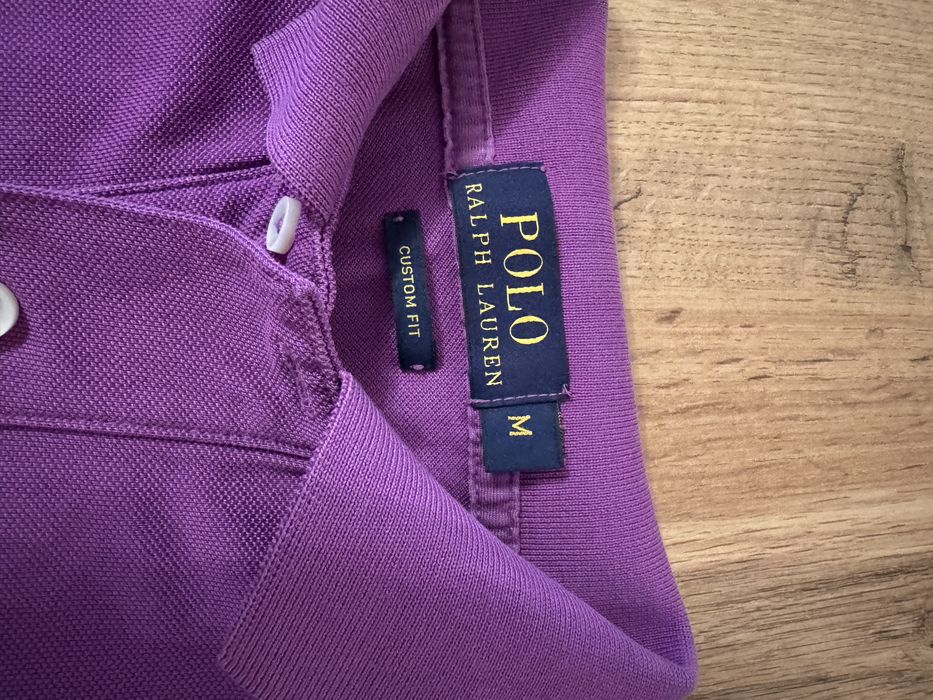 POLO
RALPH LAUREN
M
CUSTOM FIT